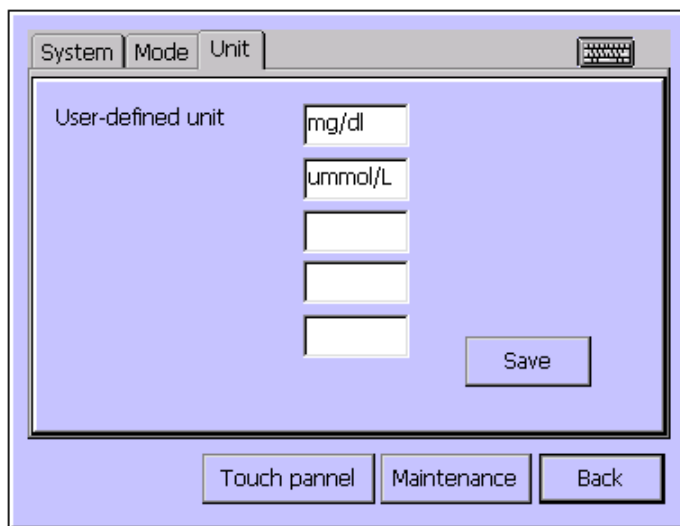 System Mode Unit
User-defined unit mg/dl
ummol/L
Save
Touch pannel Maintenance Back